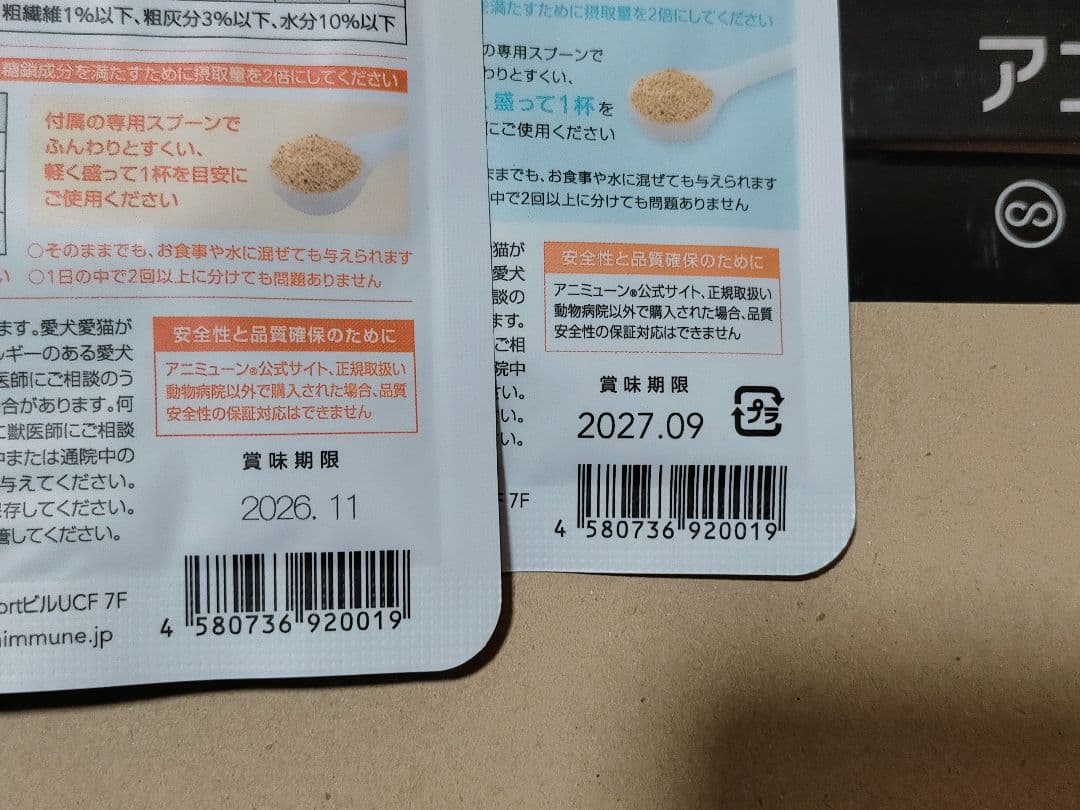 粗繊維1%以下、粗灰分3%以下、水分10%以下
糖鎖成分を満たすために摂取量を2倍にしてください
付属の専用スプーンで
ふんわりとすくい、
軽く盛って1杯を目安に
ご使用ください
○そのままでも、お食事や水に混ぜても与えられます
○1日の中で2回以上に分けても問題ありません
ます。愛犬愛猫が
ルギーのある愛犬
医師にご相談のう
合があります。何
に獣医師にご相談
中または通院中の
与えてください。
保存してください。
管してください。
安全性と品質確保のために
アニミューン®公式サイト、正規取扱い
動物病院以外で購入された場合、品質
安全性の保証対応はできません
賞味期限
2026.11
ortビルUCF 7F
immune.jp
4 580736 920019
を満たすために摂取量を2倍にしてください
の専用スプーンで
わりとすくい、
盛って1杯を
にご使用ください
ままでも、お食事や水に混ぜても与えられます
中で2回以上に分けても問題ありません
猫が
愛犬
談の
ます。
ご相
院中
い。
い。
い。
安全性と品質確保のために
アニミューン®公式サイト、正規取扱い
動物病院以外で購入された場合、品質
安全性の保証対応はできません
賞味期限
2027.09
プラ
7F
4 580736 920019
ア